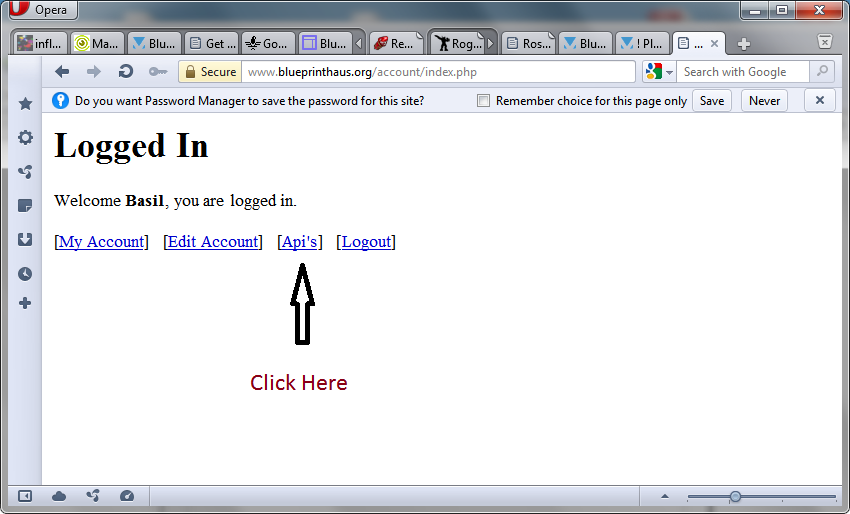 Opera
infl...
Ma...
Blu...
Get ...
Go...
Blu...
Re...
Rog...
Ros...
Blu...
! Pl...
...
Secure
www.blueprinthaus.org/account/index.php
Search with Google
Do you want Password Manager to save the password for this site?
Remember choice for this page only
Save
Never
Logged In
Welcome Basil, you are logged in.
[My Account] [Edit Account] [Api's] [Logout]
Click Here